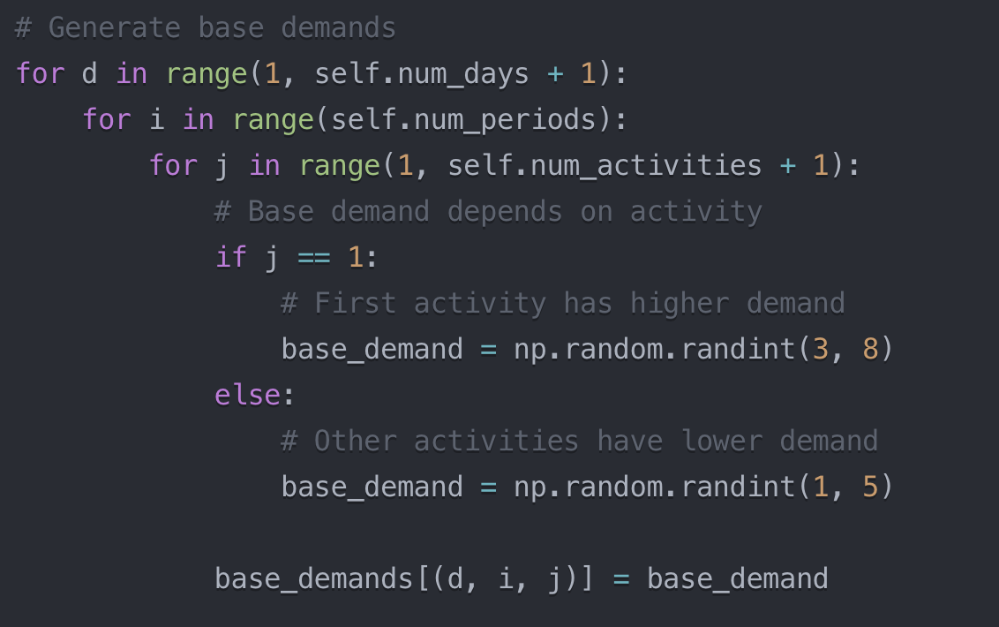 # Generate base demands
for d in range(1, self.num_days + 1):
    for i in range(self.num_periods):
        for j in range(1, self.num_activities + 1):
            # Base demand depends on activity
            if j == 1:
                # First activity has higher demand
                base_demand = np.random.randint(3, 8)
            else:
                # Other activities have lower demand
                base_demand = np.random.randint(1, 5)

            base_demands[(d, i, j)] = base_demand